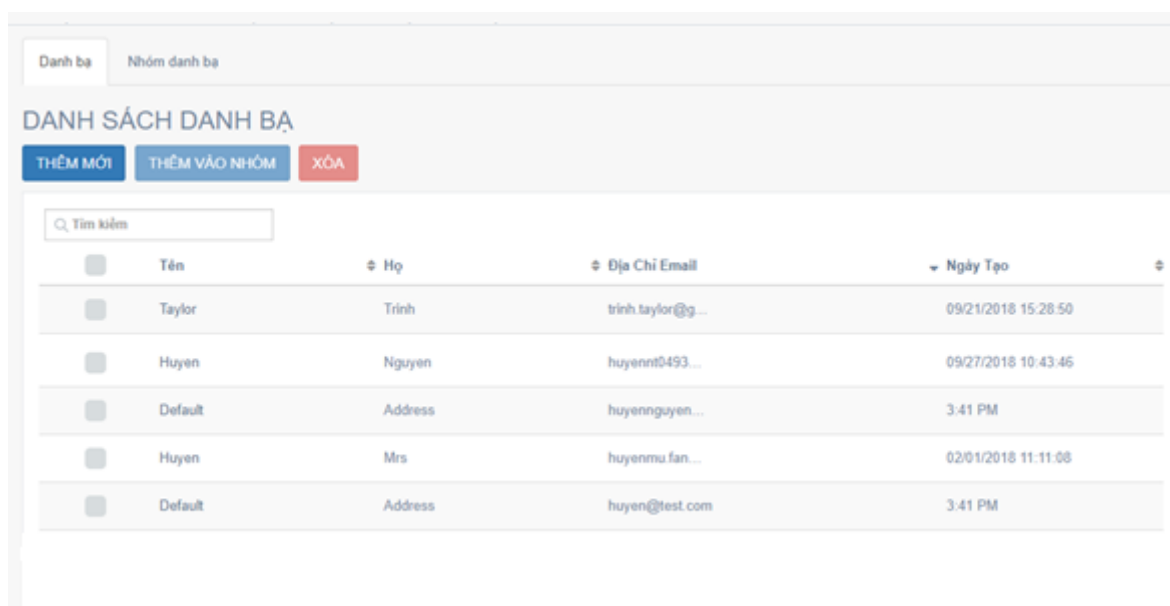 Danh bạ Nhóm danh bạ
DANH SÁCH DANH BẠ
THÊM MỚI THÊM VÀO NHÓM XÓA
Tìm kiếm
Tên Họ Địa Chỉ Email Ngày Tạo
Taylor Trinh trinh.taylor@g... 09/21/2018 15:28:50
Huyen Nguyen huyennt0493... 09/27/2018 10:43:46
Default Address huyennguyen... 3:41 PM
Huyen Mrs huyenmu.fan... 02/01/2018 11:11:08
Default Address huyen@test.com 3:41 PM